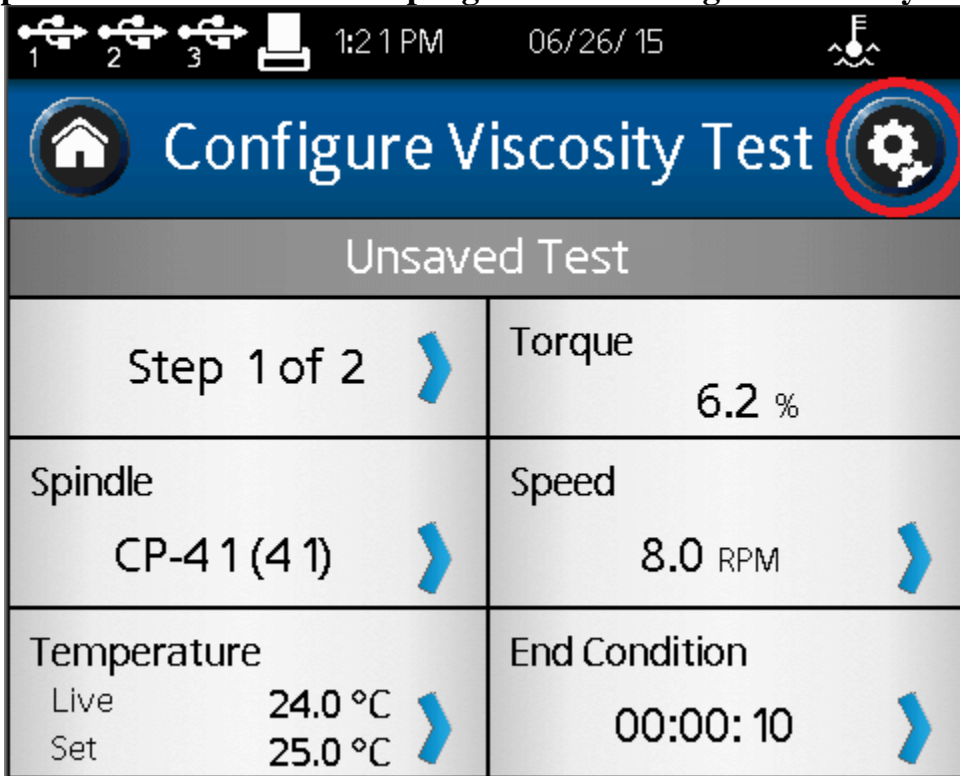 1 2 3 1:21 PM 06/26/15 F
Configure Viscosity Test
Unsaved Test
Step 1 of 2
Torque
6.2 %
Spindle
CP-41(41)
Speed
8.0 RPM
Temperature
Live 24.0 °C
Set 25.0 °C
End Condition
00:00:10